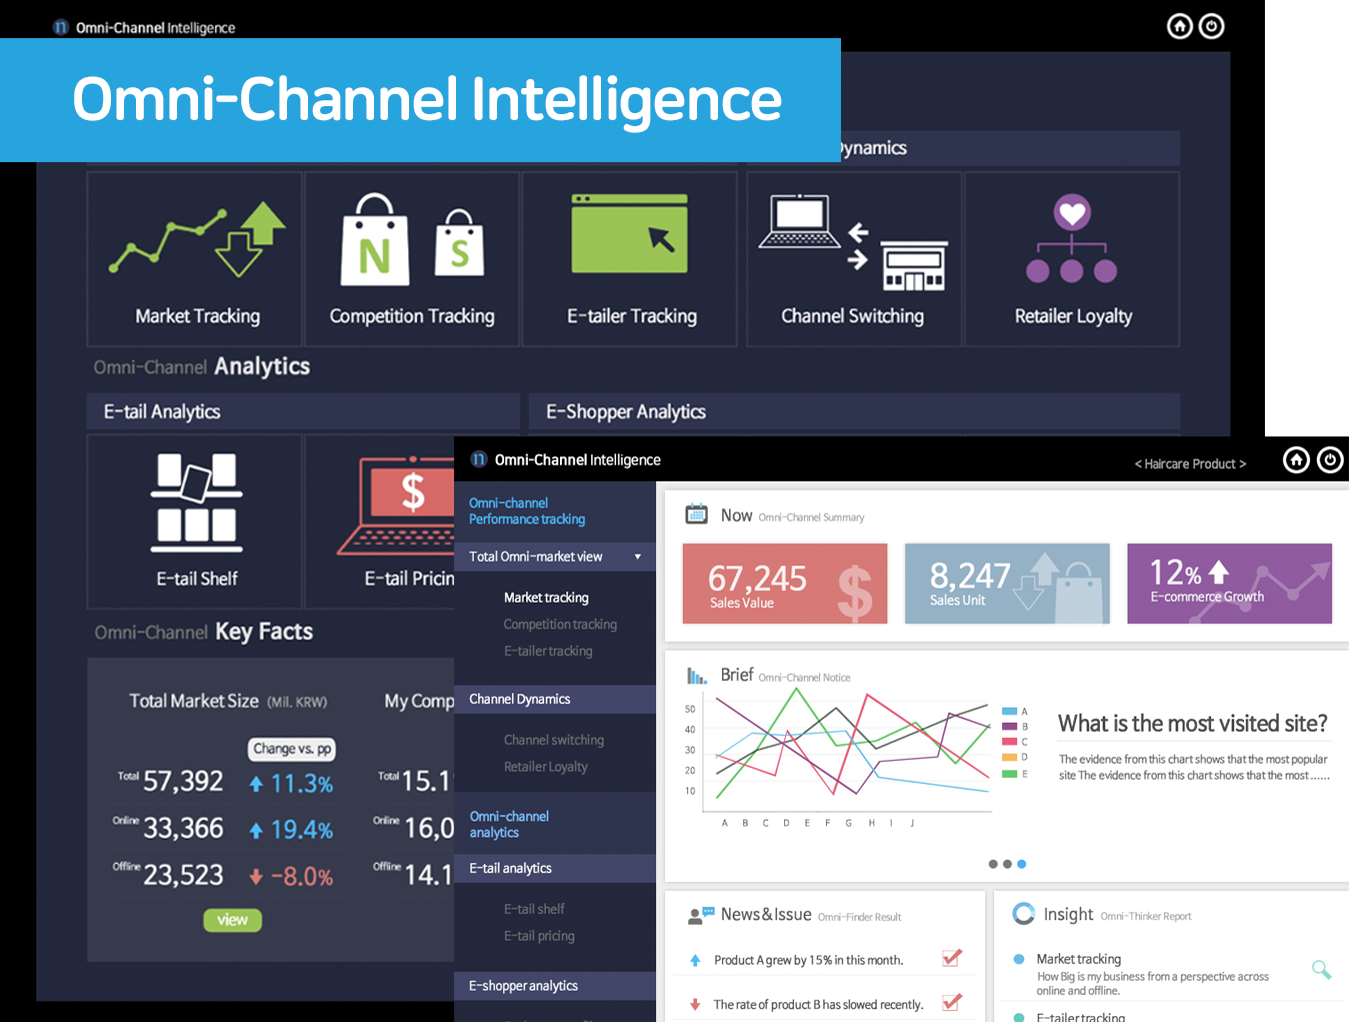 n Omni-Channel Intelligence
Omni-Channel Intelligence
ynamics
N
S
Market Tracking
Competition Tracking
E-tailer Tracking
Channel Switching
Retailer Loyalty
Omni-Channel Analytics
E-tail Analytics
E-Shopper Analytics
$
E-tail Shelf
E-tail Pricin
Omni-Channel Key Facts
Total Market Size (Mil. KRW)
My Comp
Change vs. pp
Total 57,392 11.3%
Total 15.1
Online 33,366 19.4%
Online 16,0
Offline 23,523 -8.0%
Offline 14.1
view
n Omni-Channel Intelligence
< Haircare Product >
Omni-channel
Performance tracking
Total Omni-market view
Market tracking
Competition tracking
E-tailer tracking
Channel Dynamics
Channel switching
Retailer Loyalty
Omni-channel
analytics
E-tail analytics
E-tail shelf
E-tail pricing
E-shopper analytics
Now Omni-Channel Summary
67,245
Sales Value
$
8,247
Sales Unit
12%
E-commerce Growth
Brief Omni-Channel Notice
50
40
30
20
10
A B C D E F G H I J
A
B
C
D
E
What is the most visited site?
The evidence from this chart shows that the most popular
site The evidence from this chart shows that the most ......
News&Issue Omni-Finder Result
Product A grew by 15% in this month.
The rate of product B has slowed recently.
Insight Omni-Thinker Report
Market tracking
How Big is my business from a perspective across
online and offline.
E-tailer tracking